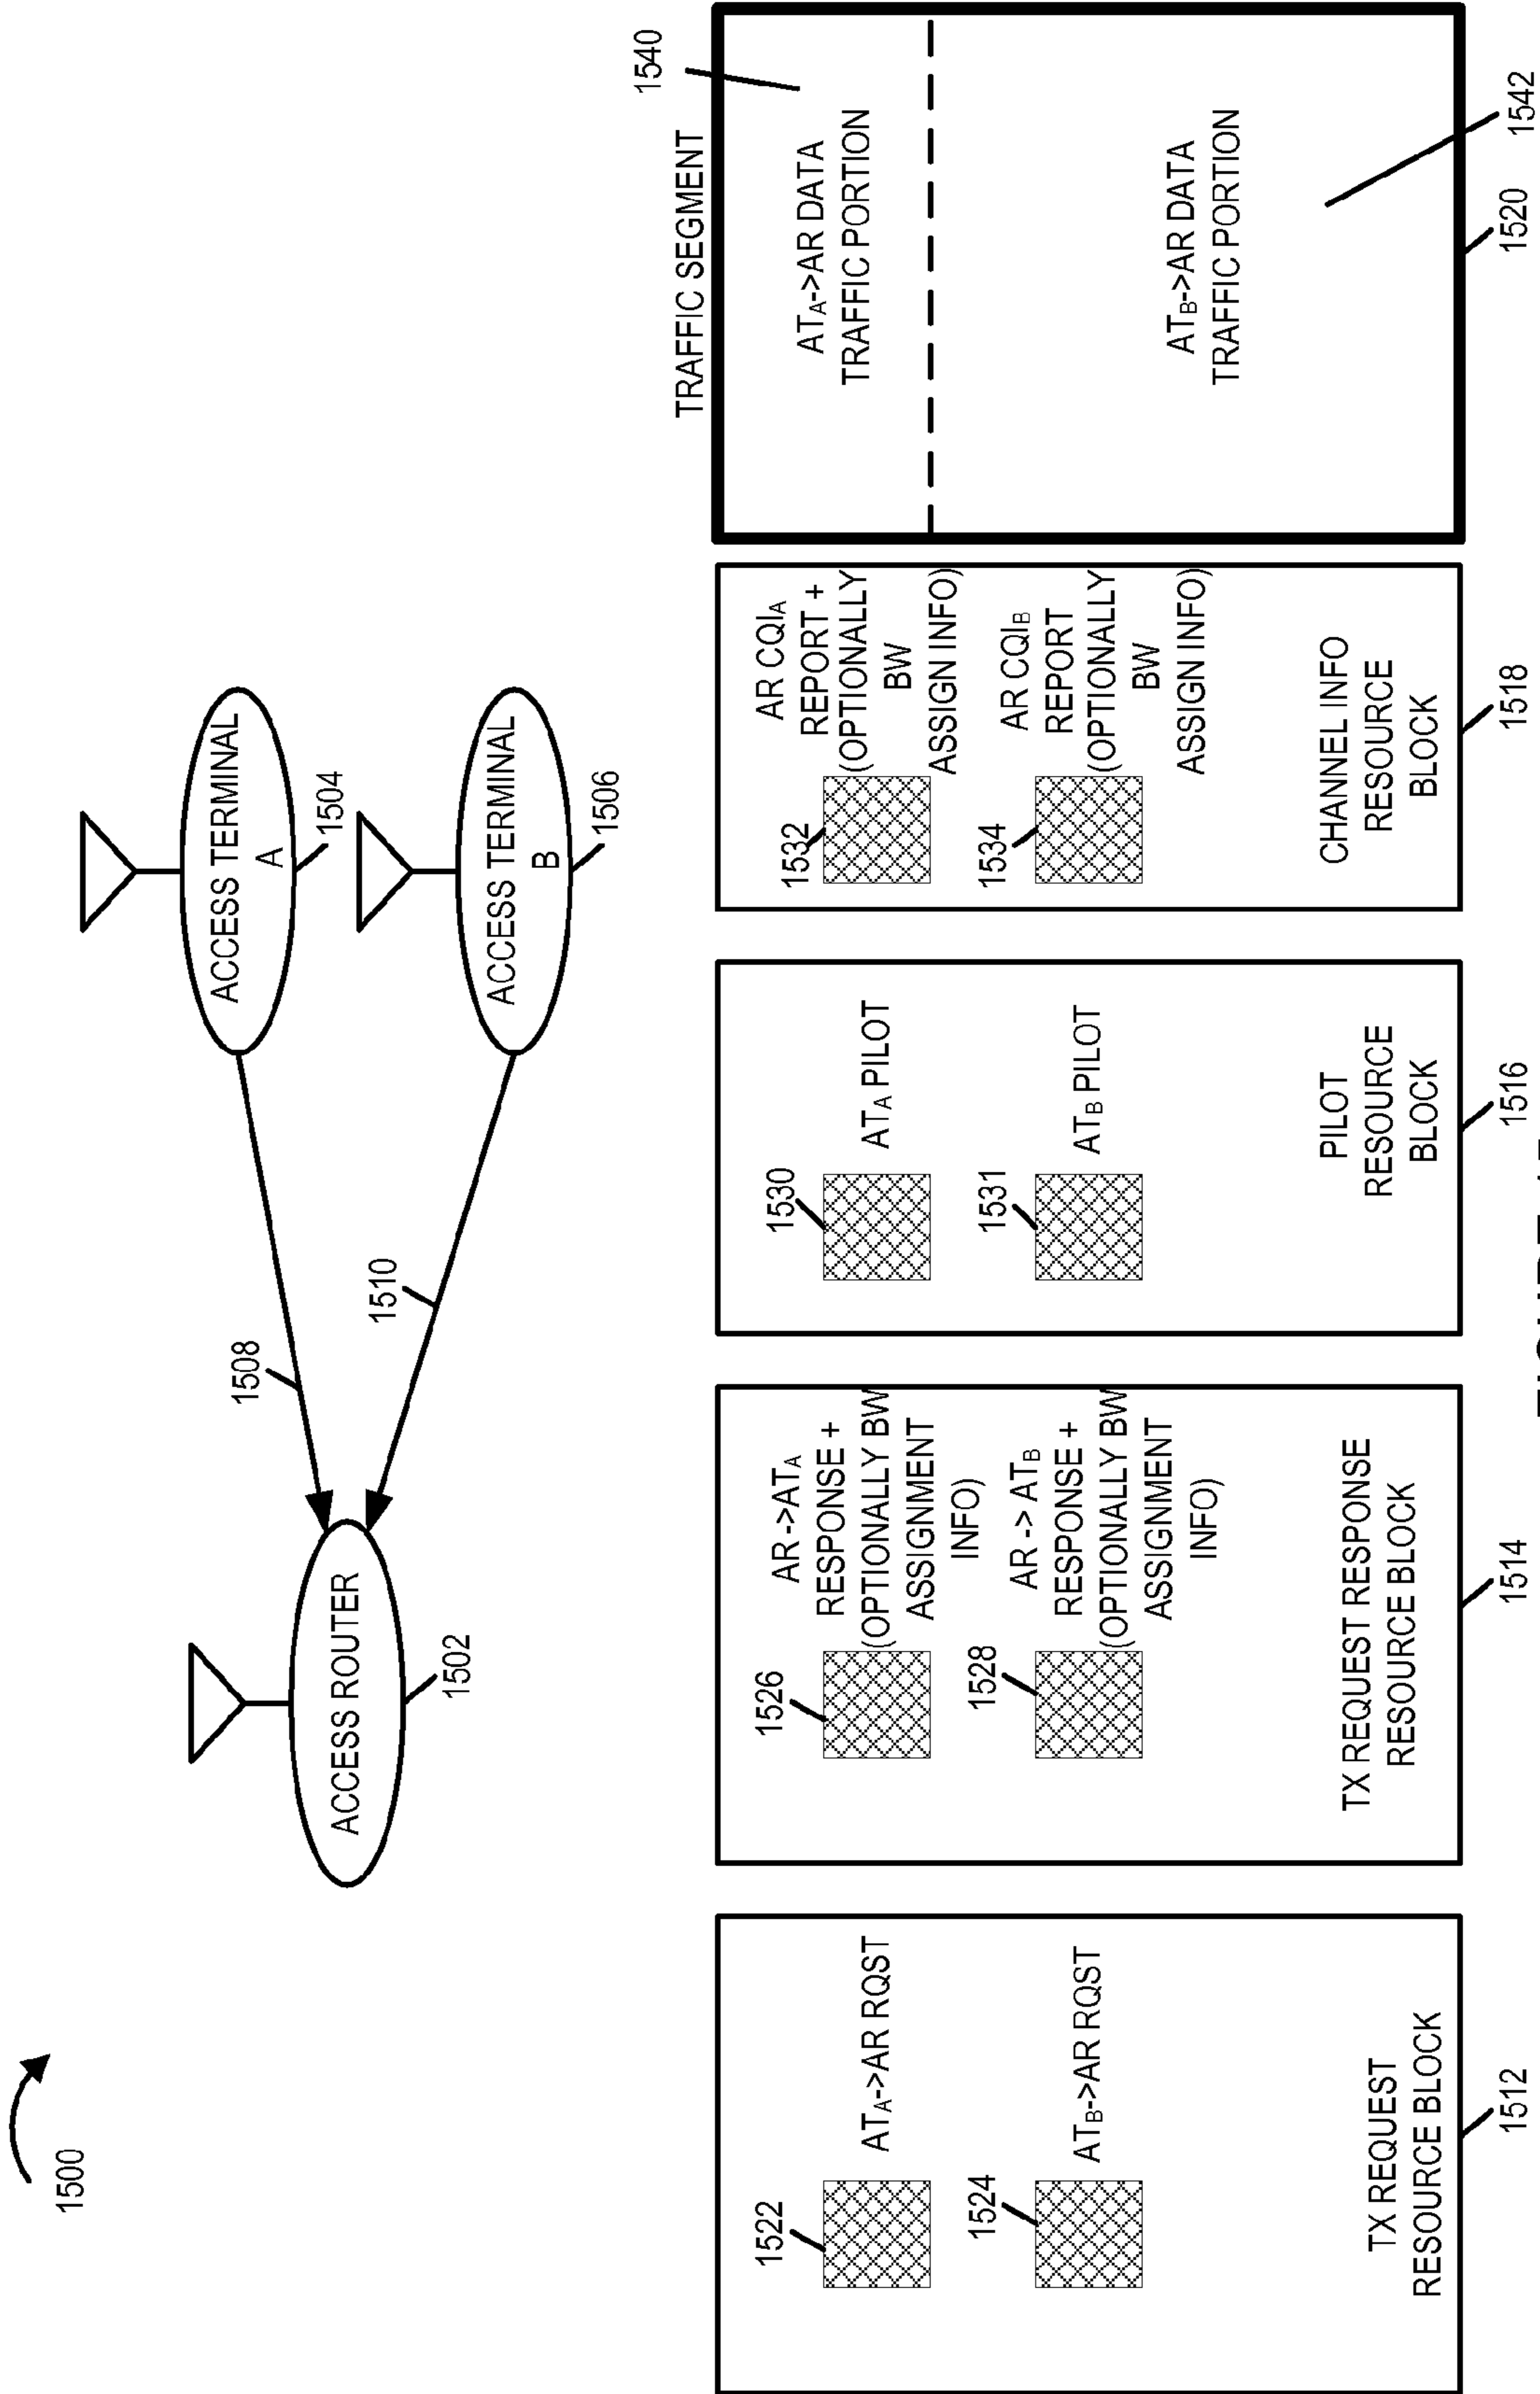 1500
ACCESS ROUTER
1502
ACCESS TERMINAL
A
1504
ACCESS TERMINAL
B
1506
1508
1510
1522
ATA->AR RQST
1524
ATB->AR RQST
TX REQUEST
RESOURCE BLOCK
1512
1526
AR->ATA
RESPONSE +
(OPTIONALLY BW
ASSIGNMENT
INFO)
1528
AR -> ATB
RESPONSE +
(OPTIONALLY BW
ASSIGNMENT
INFO)
TX REQUEST RESPONSE
RESOURCE BLOCK
1514
1530
ATA PILOT
1531
ATB PILOT
PILOT
RESOURCE
BLOCK
1516
1532
AR CQIA
REPORT +
(OPTIONALLY
BW
ASSIGN INFO)
1534
AR CQIB
REPORT
(OPTIONALLY
BW
ASSIGN INFO)
CHANNEL INFO
RESOURCE
BLOCK
1518
TRAFFIC SEGMENT
1540
ATA->AR DATA
TRAFFIC PORTION
ATB->AR DATA
TRAFFIC PORTION
1542
1520